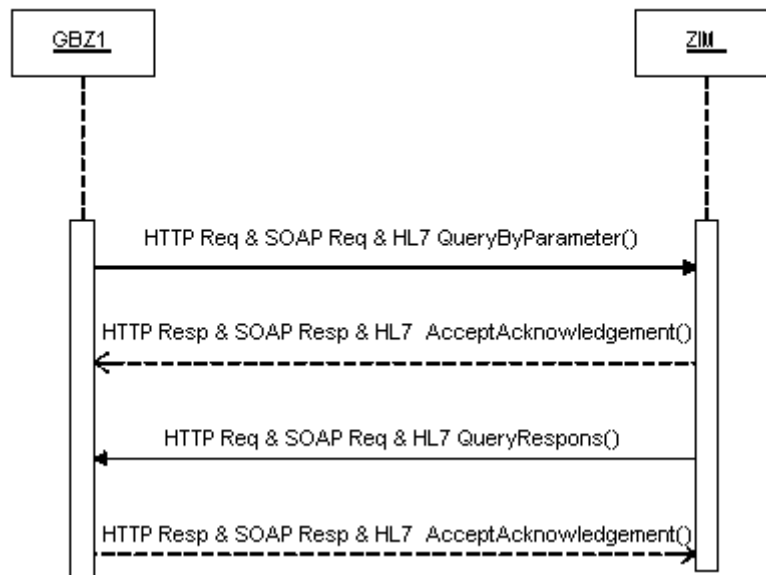 GBZ1
ZIM
HTTP Req & SOAP Req & HL7 QueryByParameter()
HTTP Resp & SOAP Resp & HL7 AcceptAcknowledgement()
HTTP Req & SOAP Req & HL7 QueryRespons()
HTTP Resp & SOAP Resp & HL7 AcceptAcknowledgement()